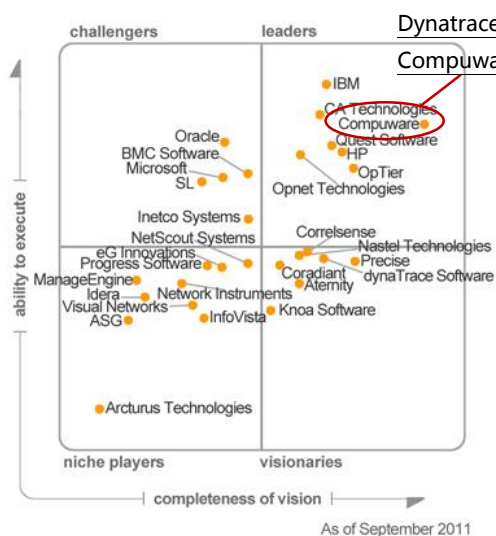 challengers
leaders
Dynatrace
Compuwa
IBM
CA Technologies
Compuware
Oracle
Quest Software
BMC Software
HP
Microsoft
OpTier
SL
Opnet Technologies
Inetco Systems
Correlsense
NetScout Systems
Nastel Technologies
eG Innovations
Precise
Progress Software
Coradiant
dynaTrace Software
ManageEngine
Aternity
Idera
Network Instruments
Visual Networks
Knoa Software
ASG
InfoVista
Arcturus Technologies
ability to execute
niche players
visionaries
completeness of vision
As of September 2011